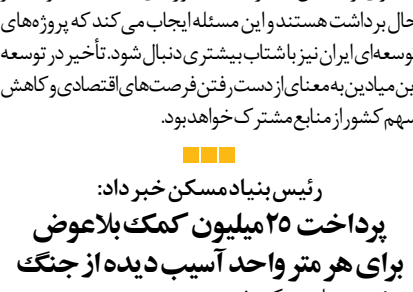 حال برداشت هستند و این مسئله ایجاب می‌کند که پروژه‌های
توسعه‌ای ایران نیز با شتاب بیشتری دنبال شود. تأخیر در توسعه
این میادین به‌معنای ازدست‌رفتن فرصت‌های اقتصادی و کاهش
سهم کشور از منابع مشترک خواهد بود.
رئیس بنیاد مسکن خبر داد:
پرداخت ۲۵ میلیون کمک بلاعوض
برای هر متر واحد آسیب دیده از جنگ